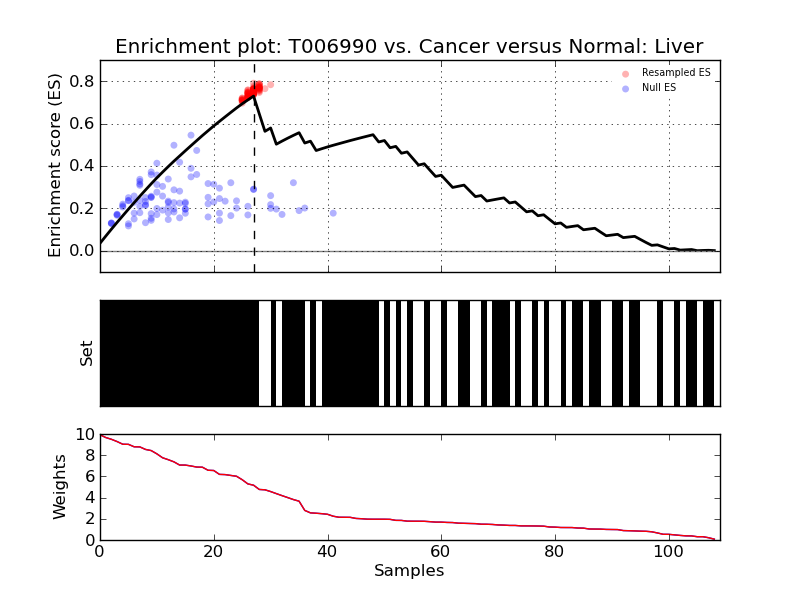 Enrichment plot: T006990 vs. Cancer versus Normal: Liver
Enrichment score (ES)
0.8
0.6
0.4
0.2
0.0
Resampled ES
Null ES
Set
Weights
10
8
6
4
2
0
0 20 40 60 80 100
Samples